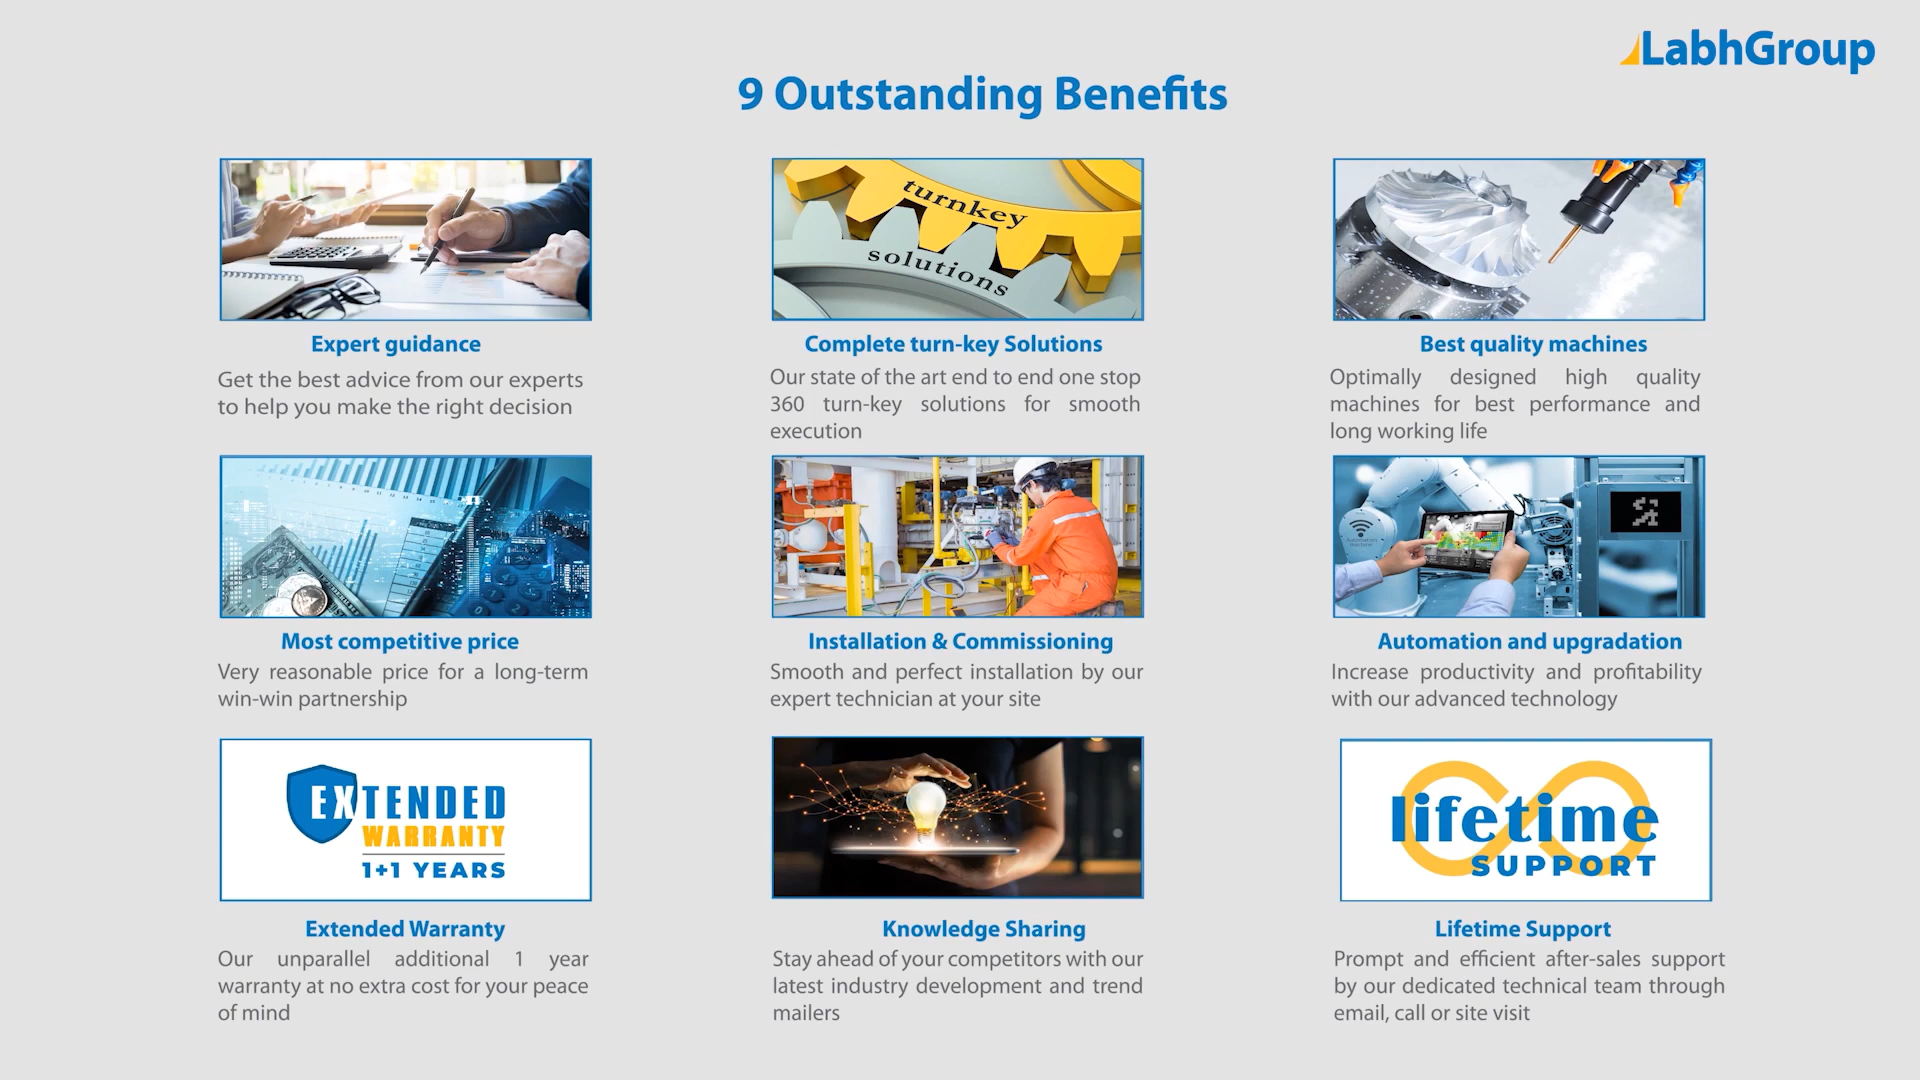 LabhGroup
9 Outstanding Benefits
turnkey
solutions
Expert guidance
Get the best advice from our experts
to help you make the right decision
Complete turn-key Solutions
Our state of the art end to end one stop
360 turn-key solutions for smooth
execution
Best quality machines
Optimally designed high quality
machines for best performance and
long working life
Most competitive price
Very reasonable price for a long-term
win-win partnership
Installation & Commissioning
Smooth and perfect installation by our
expert technician at your site
Automation and upgradation
Increase productivity and profitability
with our advanced technology
EXTENDED
WARRANTY
1+1 YEARS
lifetime
SUPPORT
Extended Warranty
Our unparallel additional 1 year
warranty at no extra cost for your peace
of mind
Knowledge Sharing
Stay ahead of your competitors with our
latest industry development and trend
mailers
Lifetime Support
Prompt and efficient after-sales support
by our dedicated technical team through
email, call or site visit